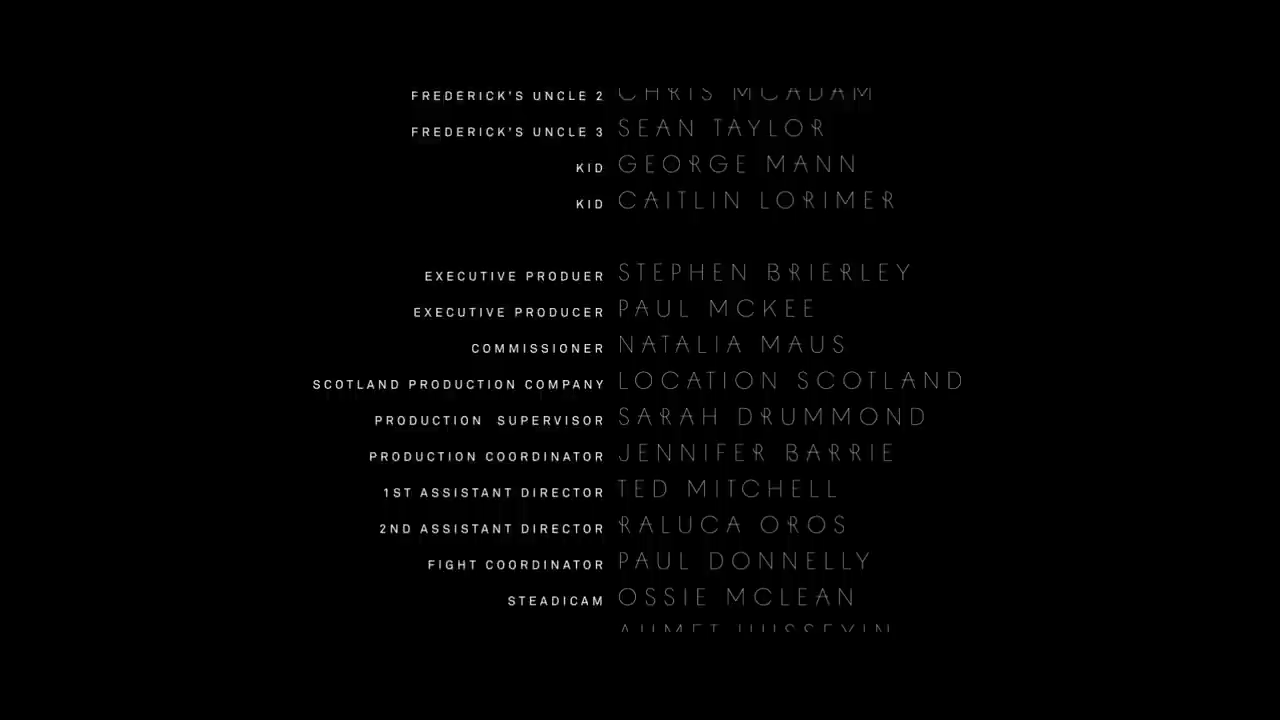 FREDERICK'S UNCLE 2 CHRIS MCADAM
FREDERICK'S UNCLE 3 SEAN TAYLOR
KID GEORGE MANN
KID CAITLIN LORIMER
EXECUTIVE PRODUER STEPHEN BRIERLEY
EXECUTIVE PRODUCER PAUL MCKEE
COMMISSIONER NATALIA MAUS
SCOTLAND PRODUCTION COMPANY LOCATION SCOTLAND
PRODUCTION SUPERVISOR SARAH DRUMMOND
PRODUCTION COORDINATOR JENNIFER BARRIE
1ST ASSISTANT DIRECTOR TED MITCHELL
2ND ASSISTANT DIRECTOR RALUCA OROS
FIGHT COORDINATOR PAUL DONNELLY
STEADICAM OSSIE MCLEAN